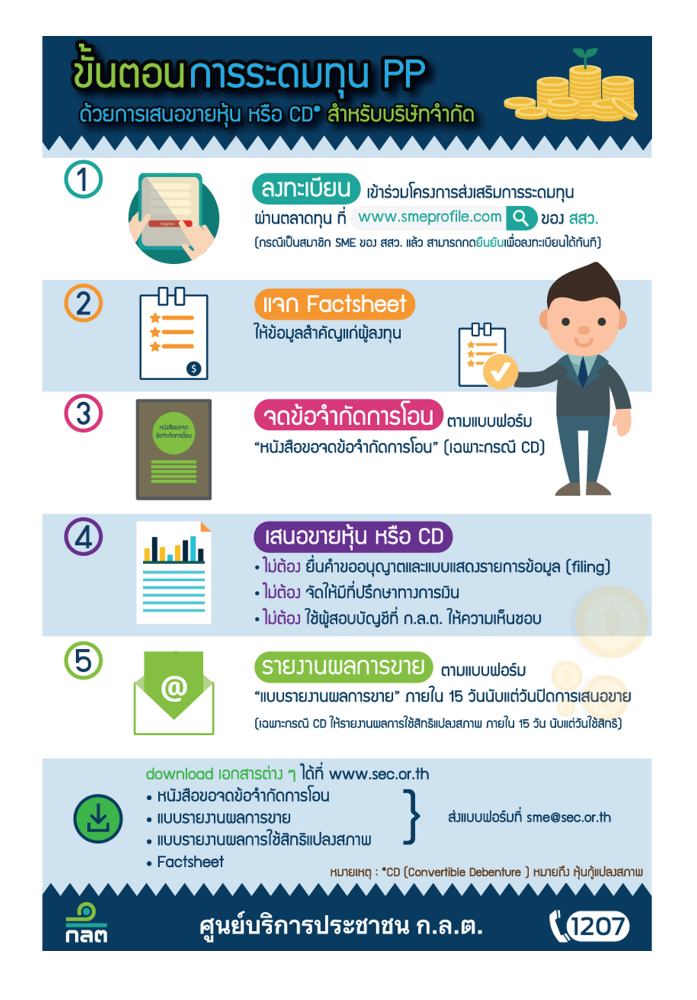 ขั้นตอนการระดมทุน PP
ด้วยการเสนอขายหุ้น หรือ CD* สำหรับบริษัทจำกัด
1
ลงทะเบียน เข้าร่วมโครงการส่งเสริมการระดมทุน
ผ่านตลาดทุน ที่ www.smeprofile.com ของ สสว.
(กรณีเป็นสมาชิก SME ของ สสว. แล้ว สามารถกดยืนยันเพื่อลงทะเบียนได้ทันที)
Register
2
แจก Factsheet
ให้ข้อมูลสำคัญแก่ผู้ลงทุน
$
3
จดข้อจำกัดการโอน ตามแบบฟอร์ม
“หนังสือขอจดข้อจำกัดการโอน” (เฉพาะกรณี CD)
หนังสือขอจด
ข้อจำกัดการโอน
4
เสนอขายหุ้น หรือ CD
• ไม่ต้อง ยื่นคำขออนุญาตและแบบแสดงรายการข้อมูล (filing)
• ไม่ต้อง จัดให้มีที่ปรึกษาทางการเงิน
• ไม่ต้อง ใช้ผู้สอบบัญชีที่ ก.ล.ต. ให้ความเห็นชอบ
5
@
รายงานผลการขาย ตามแบบฟอร์ม
“แบบรายงานผลการขาย” ภายใน 15 วันนับแต่วันปิดการเสนอขาย
(เฉพาะกรณี CD ให้รายงานผลการใช้สิทธิแปลงสภาพ ภายใน 15 วัน นับแต่วันใช้สิทธิ)
download เอกสารต่าง ๆ ได้ที่ www.sec.or.th
• หนังสือขอจดข้อจำกัดการโอน
• แบบรายงานผลการขาย
• แบบรายงานผลการใช้สิทธิแปลงสภาพ
• Factsheet
ส่งแบบฟอร์มที่ sme@sec.or.th
หมายเหตุ : *CD (Convertible Debenture ) หมายถึง หุ้นกู้แปลงสภาพ
กลต
ศูนย์บริการประชาชน ก.ล.ต.
1207